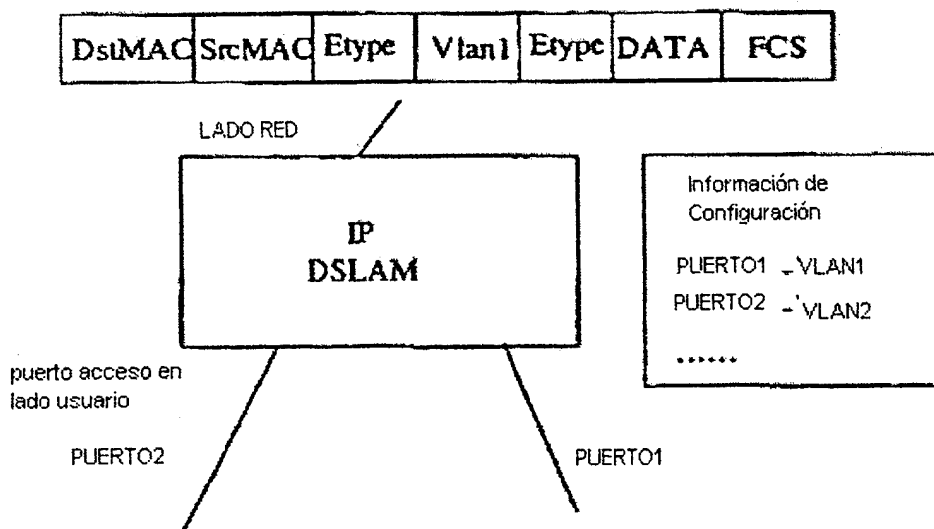 DstMAC SrcMAC Etype Vlan1 Etype DATA FCS
LADO RED
IP
DSLAM
Información de
Configuración
PUERTO1 - VLAN1
PUERTO2 - VLAN2
......
puerto acceso en
lado usuario
PUERTO2
PUERTO1